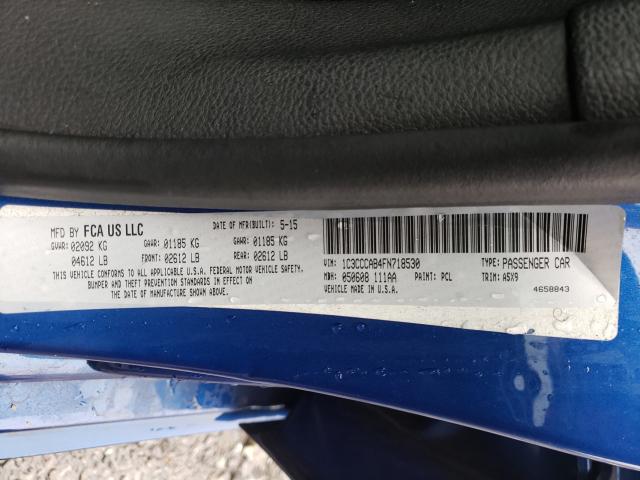 MFD BY FCA US LLC DATE OF MFR(BUILT): 5-15
GVWR: 02092 KG GAWR: 01185 KG GAWR: 01185 KG
04612 LB FRONT: 02612 LB REAR: 02612 LB
THIS VEHICLE CONFORMS TO ALL APPLICABLE U.S.A. FEDERAL MOTOR VEHICLE SAFETY,
BUMPER AND THEFT PREVENTION STANDARDS IN EFFECT ON
THE DATE OF MANUFACTURE SHOWN ABOVE.
VIN: 1C3CCCAB4FN718530 TYPE: PASSENGER CAR
MDH: 050608 111AA PAINT: PCL TRIM: A5X9
VEHICLE MADE IN U.S.A.
4658843